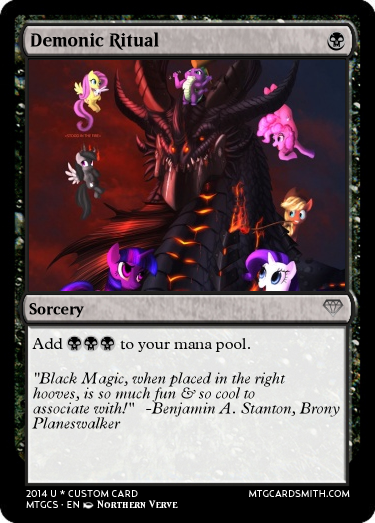 Demonic Ritual
Sorcery
Add to your mana pool.
"Black Magic, when placed in the right
hooves, is so much fun & so cool to
associate with!" -Benjamin A. Stanton, Brony
Planeswalker
2014 U * CUSTOM CARD
MTGCARDSMITH.COM
MTGCS · EN NORTHERN VERVE